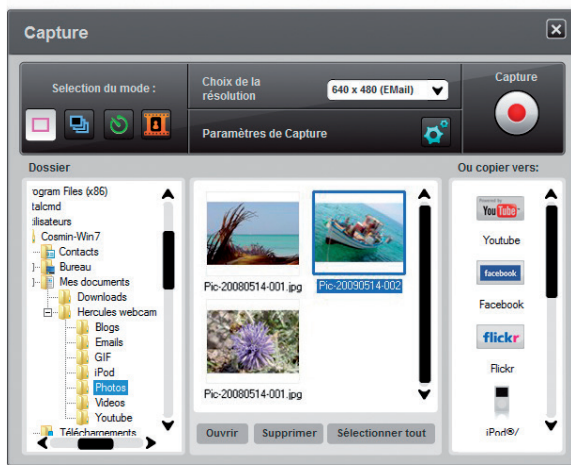 Capture
Selection du mode :
Choix de la
résolution
640 x 480 (EMail)
Capture
Paramètres de Capture
Dossier
Ou copier vers:
ogram Files (x86)
talcmd
ilisateurs
Cosmin-Win7
Contacts
Bureau
Mes documents
Downloads
Hercules webcam
Blogs
Emails
GIF
iPod
Photos
Videos
Youtube
Téléchargements
Pic-20080514-001.jpg
Pic-20090514-002
Pic-20080514-001.jpg
Ouvrir
Supprimer
Sélectionner tout
Powered by
YouTube
Youtube
facebook
Facebook
flickr
Flickr
iPod®/